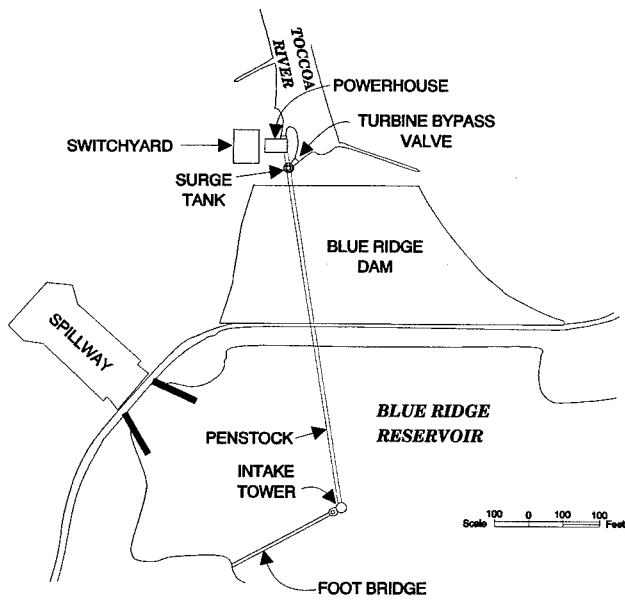 TOCCOA
RIVER
POWERHOUSE
TURBINE BYPASS
VALVE
SWITCHYARD
SURGE
TANK
BLUE RIDGE
DAM
SPILLWAY
BLUE RIDGE
RESERVOIR
PENSTOCK
INTAKE
TOWER
100 0 100 100
Scale Feet
FOOT BRIDGE